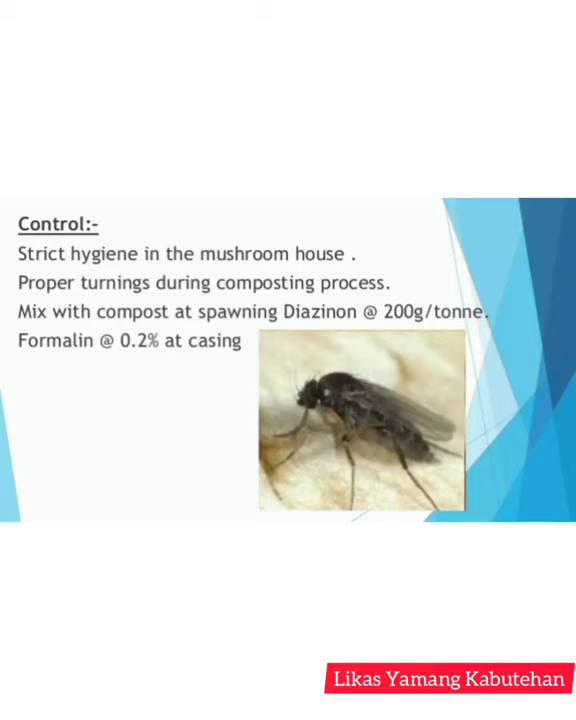 Control:-
Strict hygiene in the mushroom house .
Proper turnings during composting process.
Mix with compost at spawning Diazinon @ 200g/tonne.
Formalin @ 0.2% at casing
Likas Yamang Kabutehan